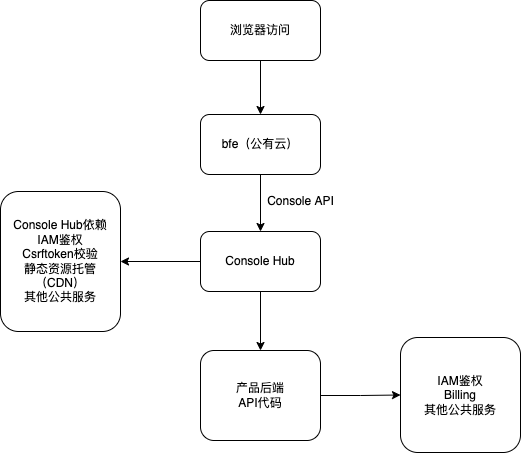 浏览器访问
bfe（公有云）
Console API
Console Hub依赖
IAM鉴权
Csrftoken校验
静态资源托管
（CDN）
其他公共服务
Console Hub
产品后端
API代码
IAM鉴权
Billing
其他公共服务